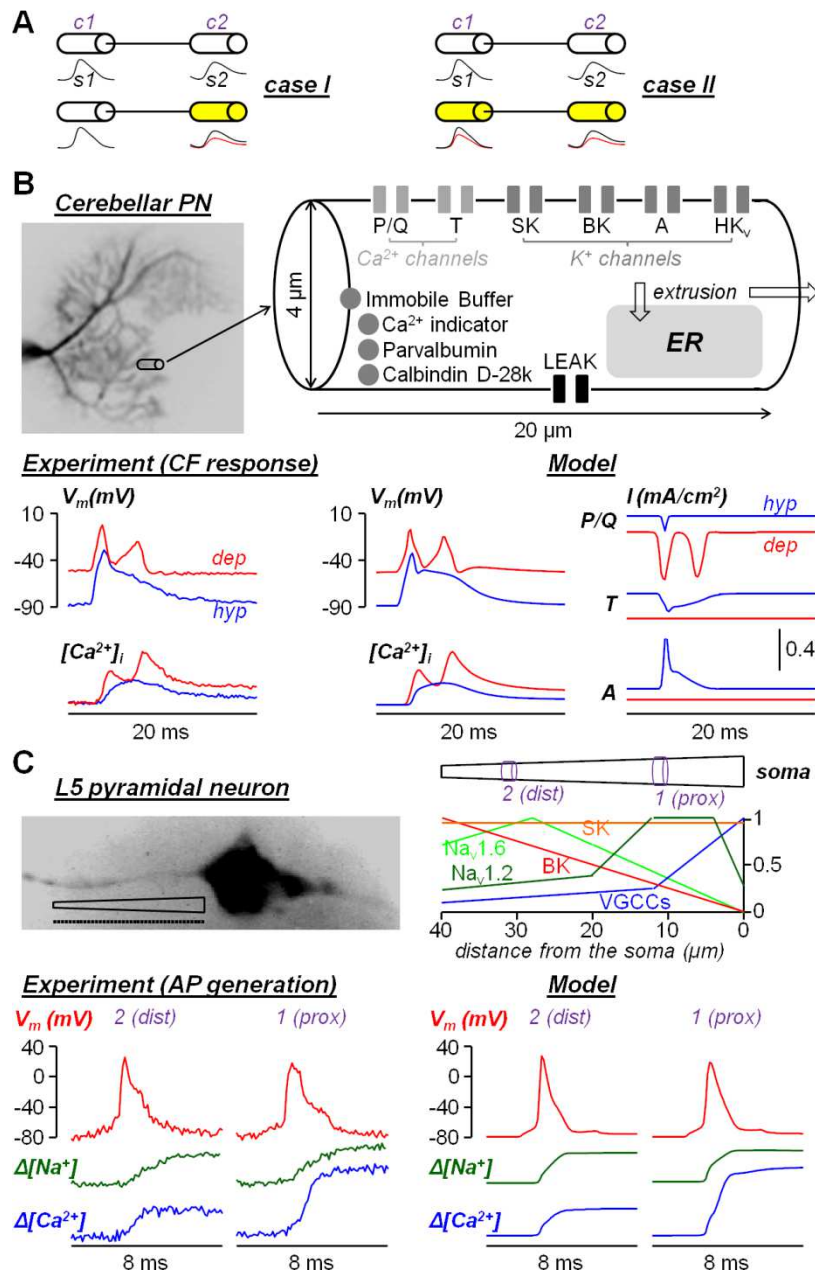 A
c1 c2 c1 c2
s1 s2 case I s1 s2 case II
B
Cerebellar PN
P/Q T SK BK A HKv
Ca²⁺ channels K⁺ channels
4 µm
Immobile Buffer
Ca²⁺ indicator
Parvalbumin
Calbindin D-28k
extrusion
ER
LEAK
20 µm
Experiment (CF response) Model
Vm(mV) Vm(mV) I (mA/cm²)
10 10 P/Q hyp
-40 dep -40 dep
-90 hyp -90 T
[Ca²⁺]i [Ca²⁺]i 0.4
A
20 ms 20 ms 20 ms
C
L5 pyramidal neuron
soma
2 (dist) 1 (prox)
SK 1
Nav1.6
BK 0.5
Nav1.2
VGCCs
0
40 30 20 10 0
distance from the soma (µm)
Experiment (AP generation) Model
Vm (mV) 2 (dist) 1 (prox) Vm (mV) 2 (dist) 1 (prox)
40 40
0 0
-40 -40
-80 -80
Δ[Na⁺] Δ[Na⁺]
Δ[Ca²⁺] Δ[Ca²⁺]
8 ms 8 ms 8 ms 8 ms